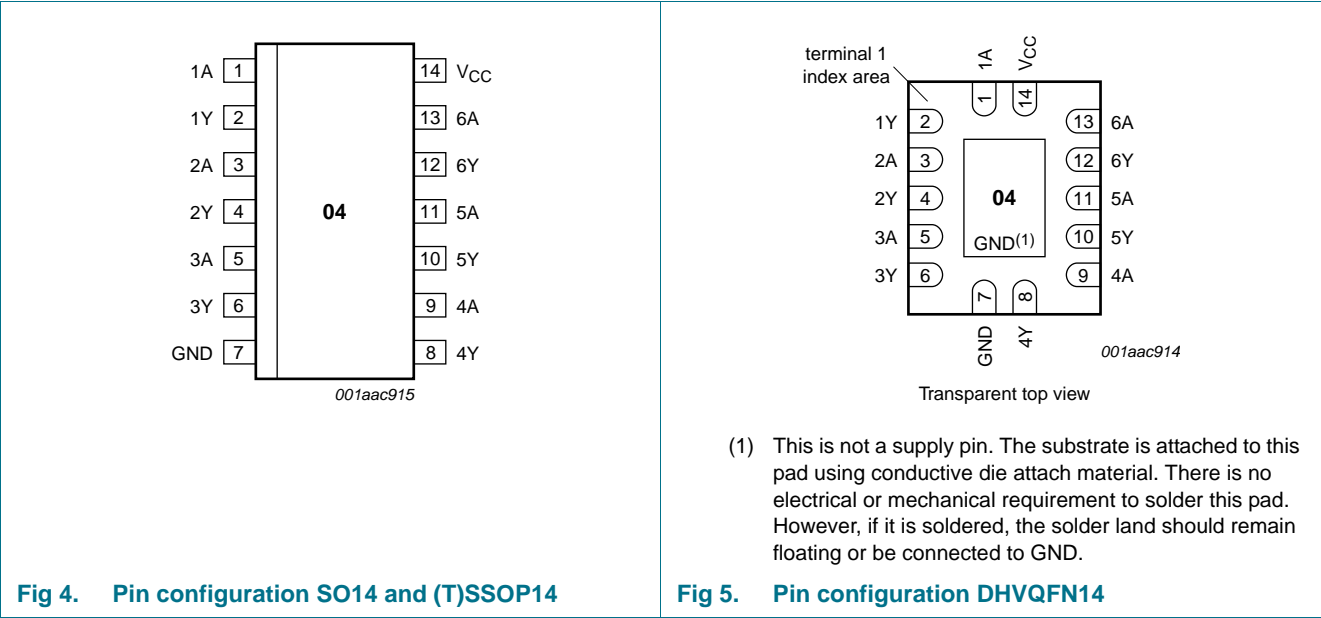 1A 1 14 VCC
1Y 2 13 6A
2A 3 12 6Y
2Y 4 04 11 5A
3A 5 10 5Y
3Y 6 9 4A
GND 7 8 4Y
001aac915
Fig 4. Pin configuration SO14 and (T)SSOP14
terminal 1
index area
1A VCC
1 14
1Y 2 13 6A
2A 3 12 6Y
2Y 4 04 11 5A
3A 5 GND(1) 10 5Y
3Y 6 9 4A
7 8
GND 4Y
001aac914
Transparent top view
(1) This is not a supply pin. The substrate is attached to this
pad using conductive die attach material. There is no
electrical or mechanical requirement to solder this pad.
However, if it is soldered, the solder land should remain
floating or be connected to GND.
Fig 5. Pin configuration DHVQFN14